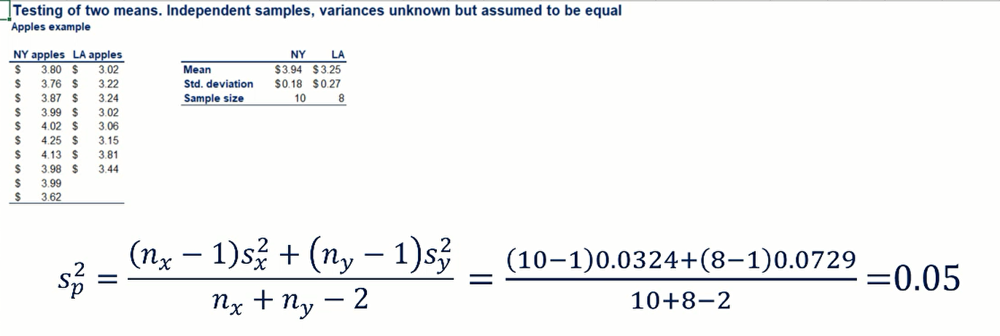 Testing of two means. Independent samples, variances unknown but assumed to be equal
Apples example
NY apples LA apples
$ 3.80 $ 3.02
$ 3.76 $ 3.22
$ 3.87 $ 3.24
$ 3.99 $ 3.02
$ 4.02 $ 3.06
$ 4.25 $ 3.15
$ 4.13 $ 3.81
$ 3.98 $ 3.44
$ 3.99
$ 3.62
NY LA
Mean $3.94 $3.25
Std. deviation $0.18 $0.27
Sample size 10 8
s_p^2 = \frac{(n_x − 1)s_x^2 + (n_y − 1)s_y^2}{n_x + n_y − 2} = \frac{(10−1)0.0324+(8−1)0.0729}{10+8−2} =0.05